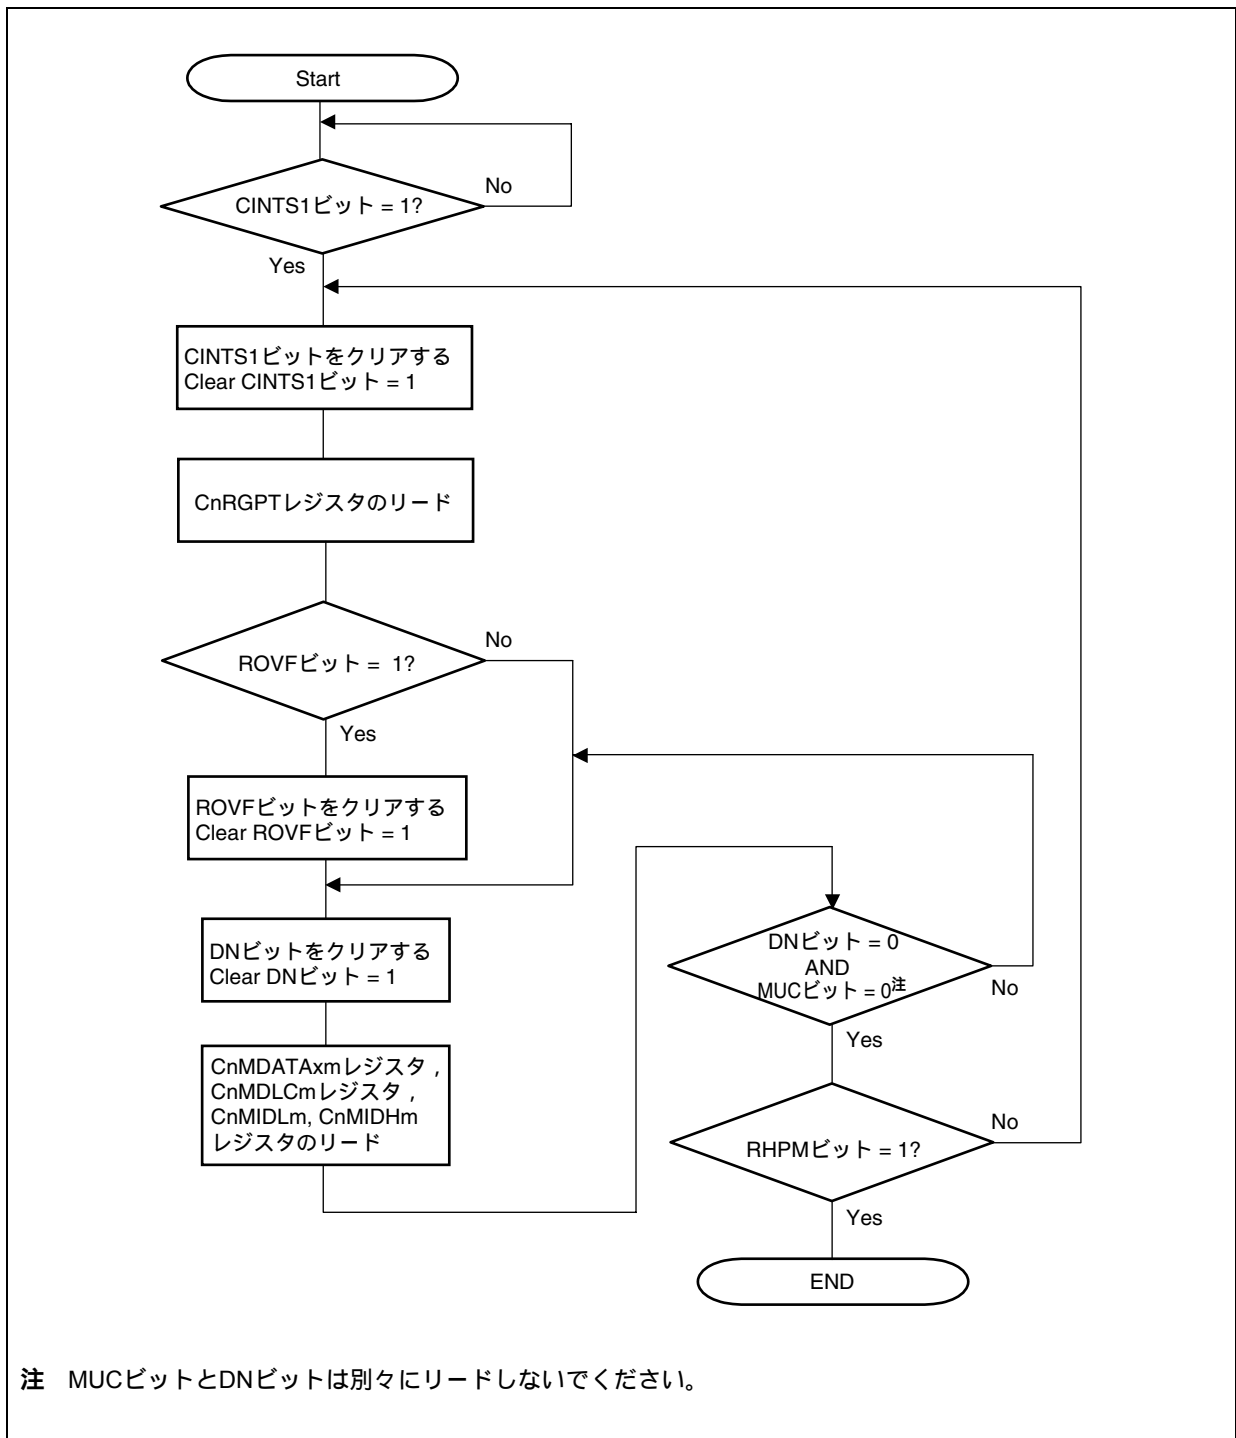 Start
CINTS1ビット = 1?
No
Yes
CINTS1ビットをクリアする
Clear CINTS1ビット = 1
CnRGPTレジスタのリード
ROVFビット = 1?
No
Yes
ROVFビットをクリアする
Clear ROVFビット = 1
DNビットをクリアする
Clear DNビット = 1
CnMDATAxmレジスタ，
CnMDLCmレジスタ，
CnMIDLm, CnMIDHm
レジスタのリード
DNビット = 0
AND
MUCビット = 0注
No
Yes
RHPMビット = 1?
No
Yes
END
注 MUCビットとDNビットは別々にリードしないでください。